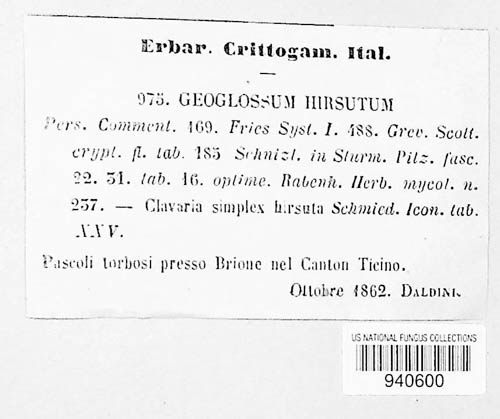 Erbar. Crittogam. Ital.
975. GEOGLOSSUM HIRSUTUM
Pers. Comment. 169. Fries Syst. I. 488. Grev. Scott.
crypt. fl. tab. 185 Schnizl. in Sturm. Pilz. fasc.
22. 31. tab. 16. optime. Rabenh. Herb. mycol. n.
237. — Clavaria simplex hirsuta Schmied. Icon. tab.
XXV.
Pascoli torbosi presso Brione nel Canton Ticino.
Ottobre 1862. DALDINI.
US NATIONAL FUNGUS COLLECTIONS
940600